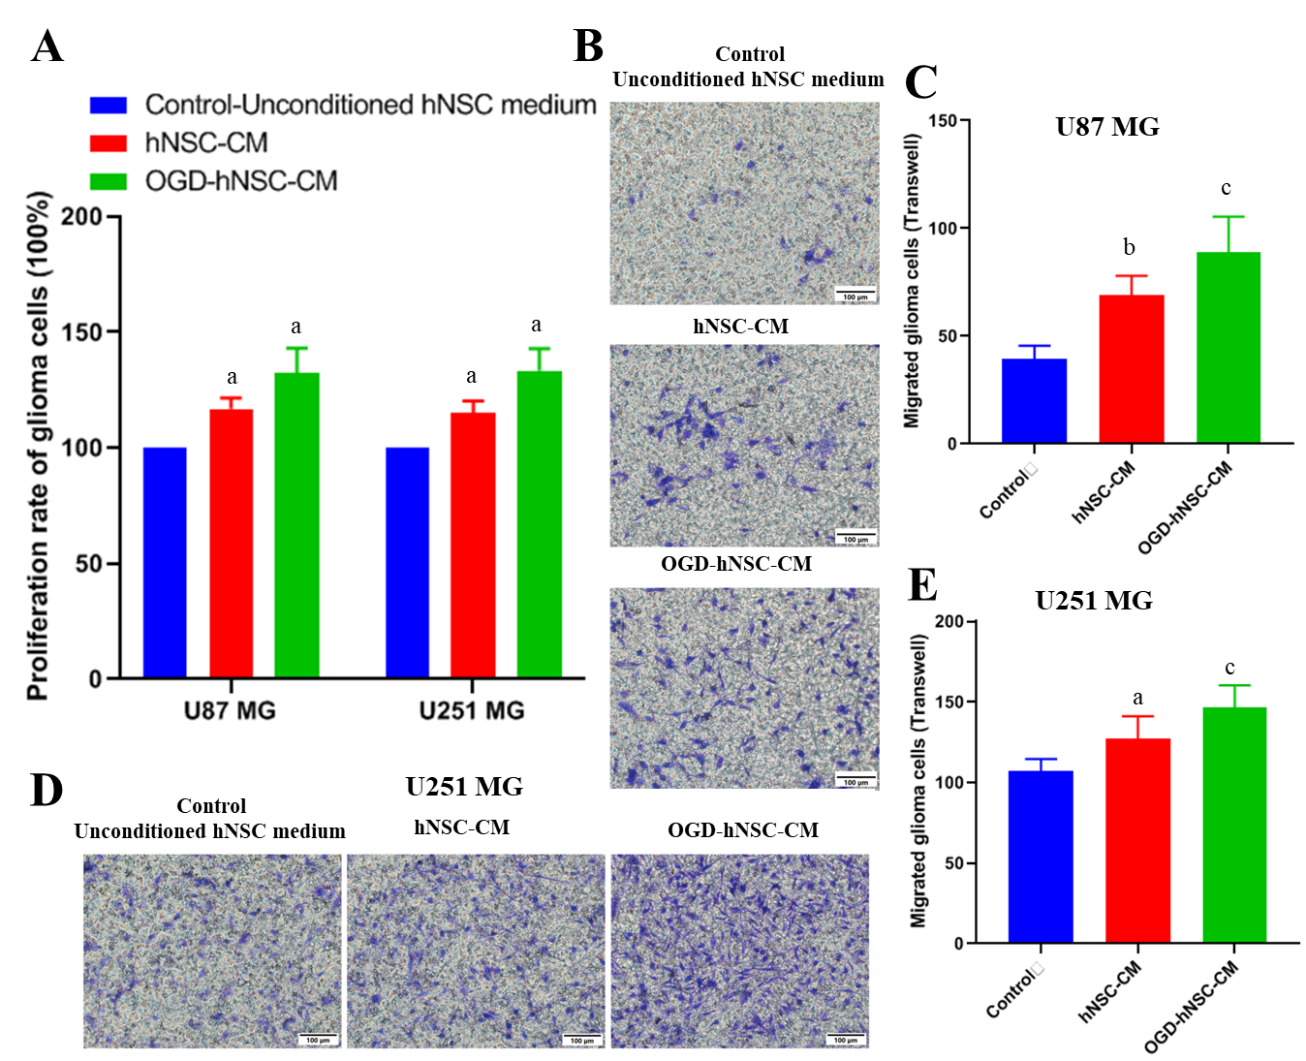 A
Control-Unconditioned hNSC medium
hNSC-CM
OGD-hNSC-CM
Proliferation rate of glioma cells (100%)
200
150
100
50
0
a
a
a
a
U87 MG
U251 MG
B
Control
Unconditioned hNSC medium
100 μm
hNSC-CM
100 μm
OGD-hNSC-CM
100 μm
C
U87 MG
Migrated glioma cells (Transwell)
150
100
50
0
b
c
Control□
hNSC-CM
OGD-hNSC-CM
D
U251 MG
Control
Unconditioned hNSC medium
hNSC-CM
OGD-hNSC-CM
100 μm
100 μm
100 μm
E
U251 MG
Migrated glioma cells (Transwell)
200
150
100
50
0
a
c
Control□
hNSC-CM
OGD-hNSC-CM